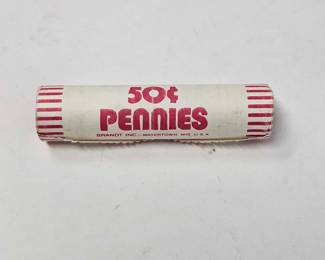 50¢
PENNIES
BRANDT INC. - WATERTOWN WIS. U.S.A.